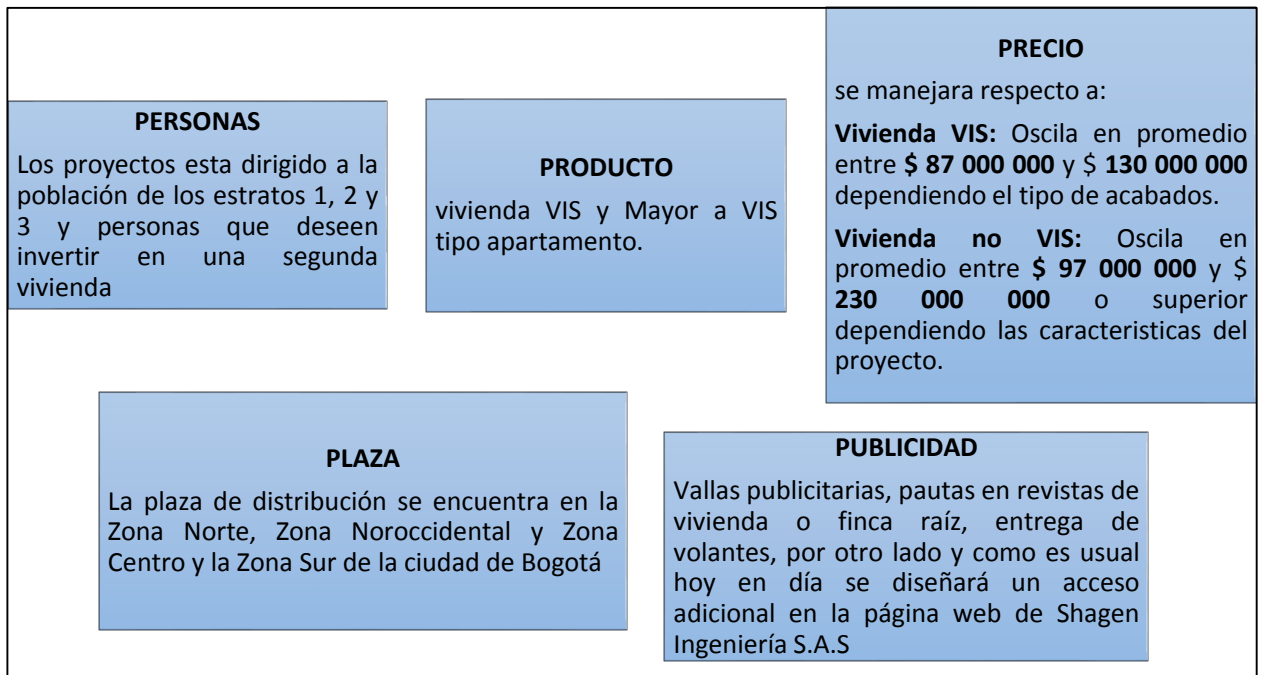 PERSONAS
Los proyectos esta dirigido a la
población de los estratos 1, 2 y
3 y personas que deseen
invertir en una segunda
vivienda
PRODUCTO
vivienda VIS y Mayor a VIS
tipo apartamento.
PRECIO
se manejara respecto a:
Vivienda VIS: Oscila en promedio
entre $ 87 000 000 y $ 130 000 000
dependiendo el tipo de acabados.
Vivienda no VIS: Oscila en
promedio entre $ 97 000 000 y $
230 000 000 o superior
dependiendo las caracteristicas del
proyecto.
PLAZA
La plaza de distribución se encuentra en la
Zona Norte, Zona Noroccidental y Zona
Centro y la Zona Sur de la ciudad de Bogotá
PUBLICIDAD
Vallas publicitarias, pautas en revistas de
vivienda o finca raíz, entrega de
volantes, por otro lado y como es usual
hoy en día se diseñará un acceso
adicional en la página web de Shagen
Ingeniería S.A.S